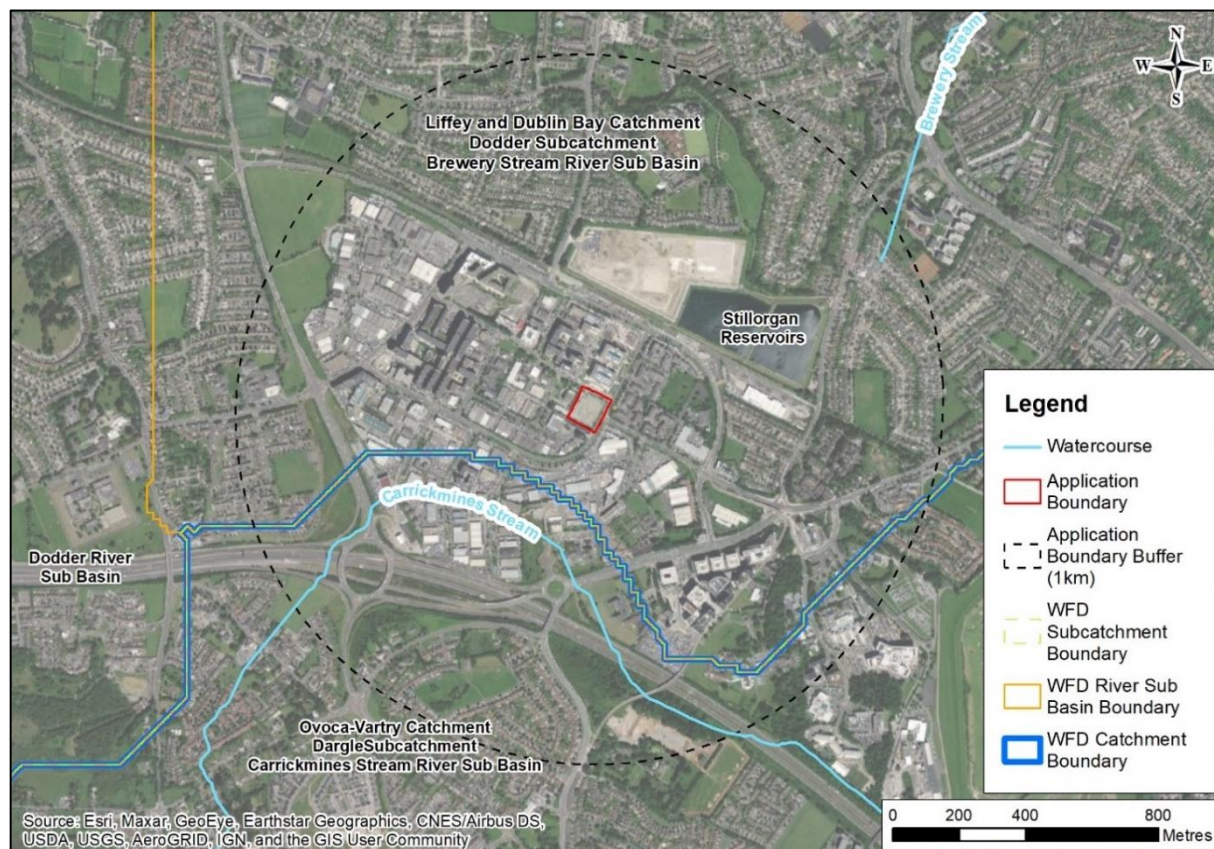 Brewery Stream
N
W E
S
Liffey and Dublin Bay Catchment
Dodder Subcatchment
Brewery Stream River Sub Basin
Stillorgan
Reservoirs
Carrickmines Stream
Dodder River
Sub Basin
Ovoca-Vartry Catchment
DargleSubcatchment
Carrickmines Stream River Sub Basin
Legend
Watercourse
Application
Boundary
Application
Boundary Buffer
(1km)
WFD
Subcatchment
Boundary
WFD River Sub
Basin Boundary
WFD Catchment
Boundary
0 200 400 800
Metres
Source: Esri, Maxar, GeoEye, Earthstar Geographics, CNES/Airbus DS,
USDA, USGS, AeroGRID, IGN, and the GIS User Community